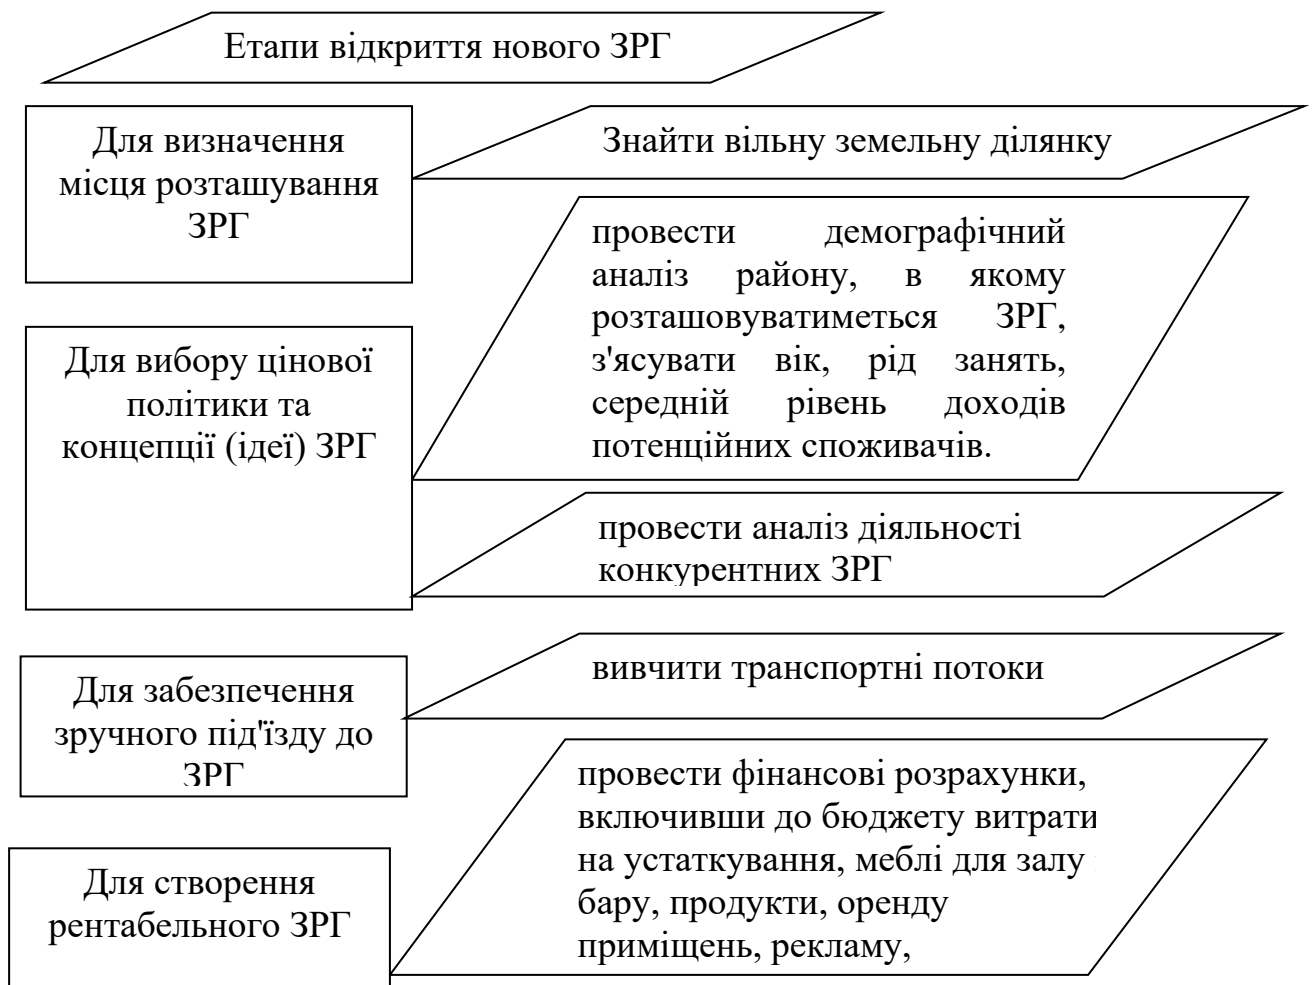 Етапи відкриття нового ЗРГ
Для визначення
місця розташування
ЗРГ
Знайти вільну земельну ділянку
провести демографічний
аналіз району, в якому
розташовуватиметься ЗРГ,
з'ясувати вік, рід занять,
середній рівень доходів
потенційних споживачів.
Для вибору цінової
політики та
концепції (ідеї) ЗРГ
провести аналіз діяльності
конкурентних ЗРГ
Для забезпечення
зручного під'їзду до
ЗРГ
вивчити транспортні потоки
Для створення
рентабельного ЗРГ
провести фінансові розрахунки,
включивши до бюджету витрати
на устаткування, меблі для залу
бару, продукти, оренду
приміщень, рекламу,